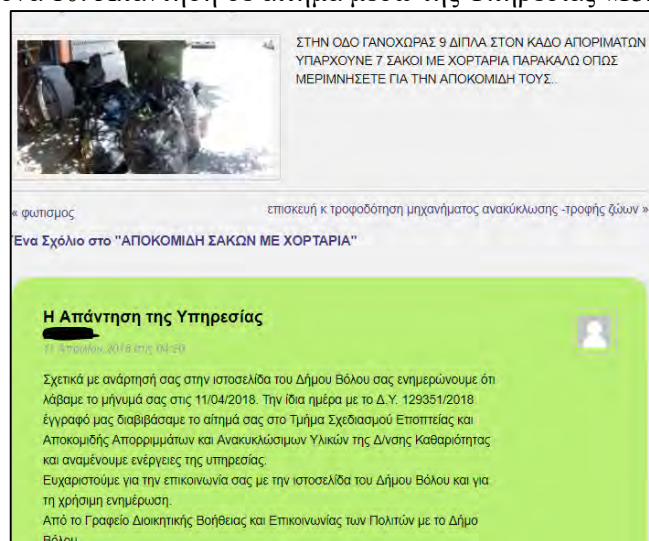 ΣΤΗΝ ΟΔΟ ΓΑΝΟΧΩΡΑΣ 9 ΔΙΠΛΑ ΣΤΟΝ ΚΑΔΟ ΑΠΟΡΙΜΑΤΩΝ
ΥΠΑΡΧΟΥΝΕ 7 ΣΑΚΟΙ ΜΕ ΧΟΡΤΑΡΙΑ ΠΑΡΑΚΑΛΩ ΟΠΩΣ
ΜΕΡΙΜΝΗΣΕΤΕ ΓΙΑ ΤΗΝ ΑΠΟΚΟΜΙΔΗ ΤΟΥΣ..
« φωτισμος
επισκευή κ τροφοδότηση μηχανήματος ανακύκλωσης -τροφής ζώων »
Ένα Σχόλιο στο "ΑΠΟΚΟΜΙΔΗ ΣΑΚΩΝ ΜΕ ΧΟΡΤΑΡΙΑ"
Η Απάντηση της Υπηρεσίας
11 Απριλίου 2018 στις
Σχετικά με ανάρτησή σας στην ιστοσελίδα του Δήμου Βόλου σας ενημερώνουμε ότι
λάβαμε το μήνυμά σας στις 11/04/2018. Την ίδια ημέρα με το Δ.Υ. 129351/2018
έγγραφό μας διαβιβάσαμε το αίτημά σας στο Τμήμα Σχεδιασμού Εποπτείας και
Αποκομιδής Απορριμμάτων και Ανακυκλώσιμων Υλικών της Δ/νσης Καθαριότητας
και αναμένουμε ενέργειες της υπηρεσίας.
Ευχαριστούμε για την επικοινωνία σας με την ιστοσελίδα του Δήμου Βόλου και για
τη χρήσιμη ενημέρωση.
Από το Γραφείο Διοικητικής Βοήθειας και Επικοινωνίας των Πολιτών με το Δήμο
Βόλου